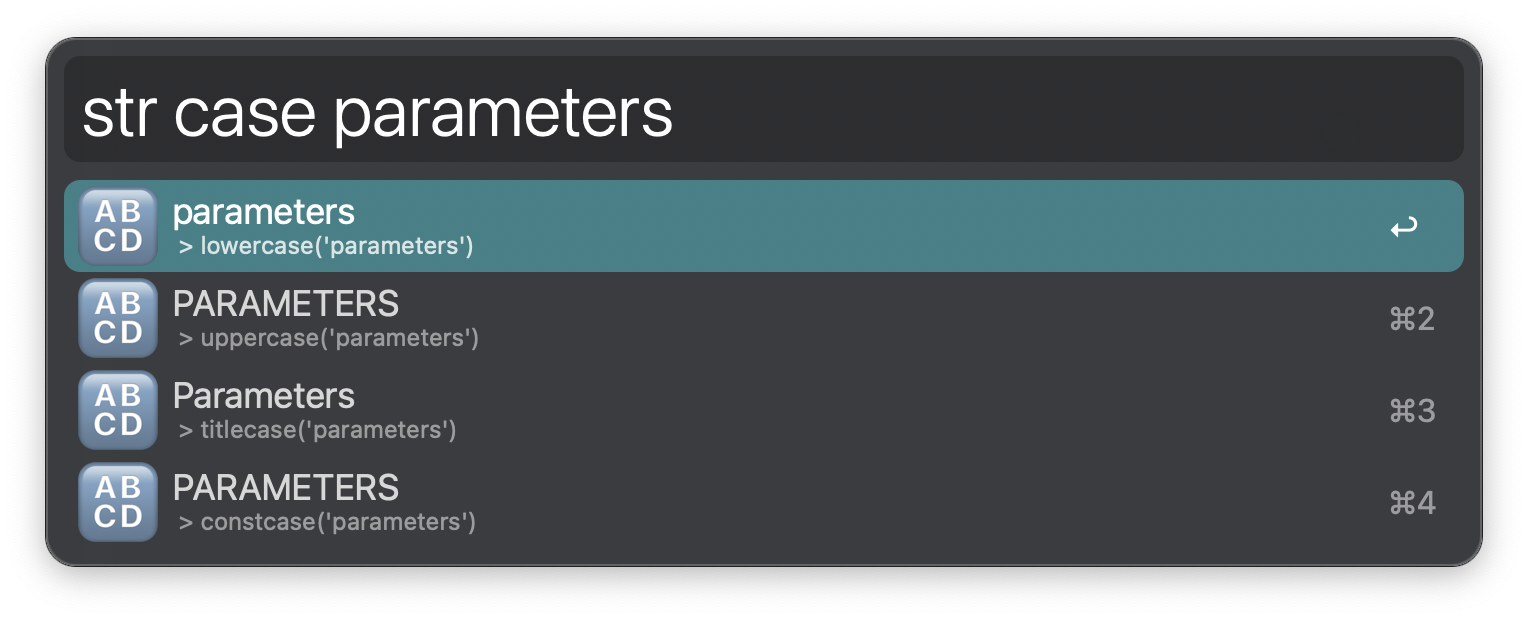 str case parameters
AB
CD
parameters
> lowercase('parameters')
AB
CD
PARAMETERS
> uppercase('parameters')
⌘2
AB
CD
Parameters
> titlecase('parameters')
⌘3
AB
CD
PARAMETERS
> constcase('parameters')
⌘4